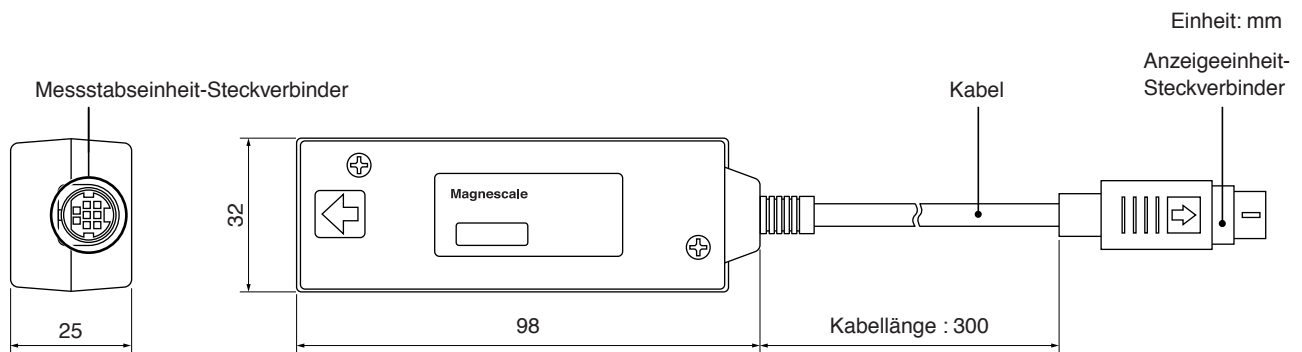 Einheit: mm
Anzeigeeinheit-
Steckverbinder
Messstabseinheit-Steckverbinder
Kabel
Magnescale
32
25
98
Kabellänge : 300